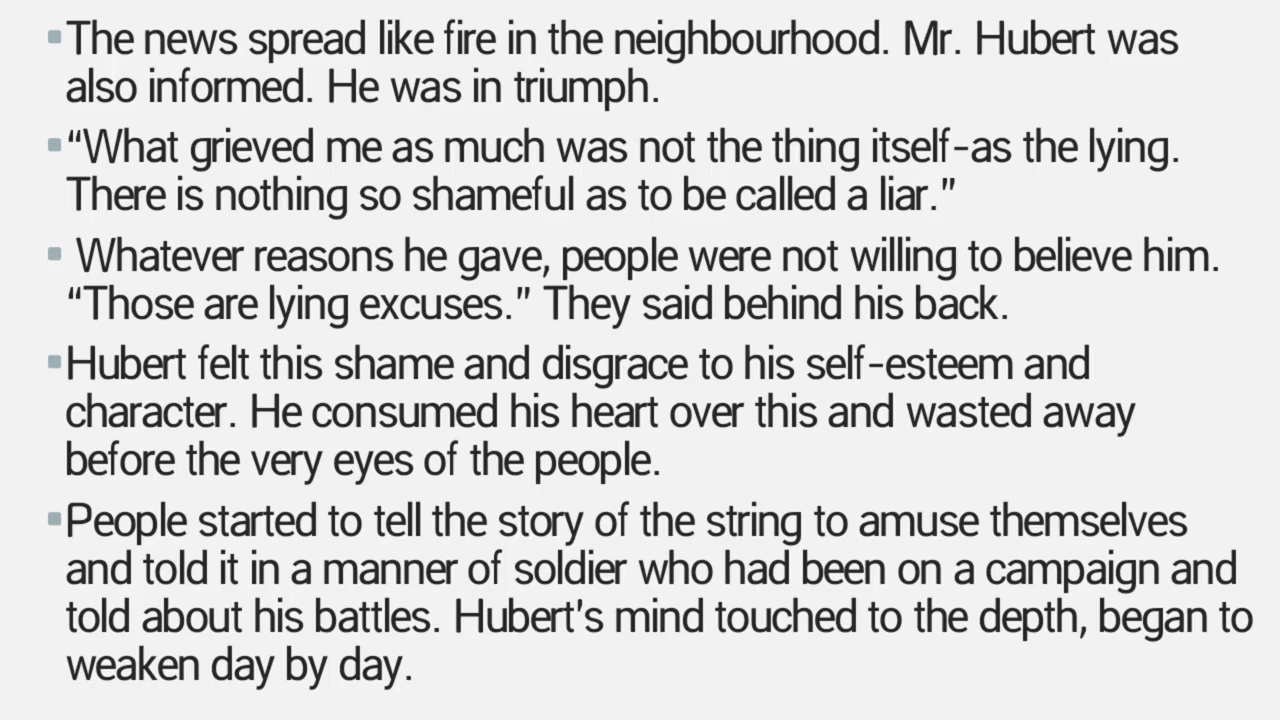 ▪The news spread like fire in the neighbourhood. Mr. Hubert was
also informed. He was in triumph.
▪“What grieved me as much was not the thing itself-as the lying.
There is nothing so shameful as to be called a liar.”
▪ Whatever reasons he gave, people were not willing to believe him.
“Those are lying excuses.” They said behind his back.
▪Hubert felt this shame and disgrace to his self-esteem and
character. He consumed his heart over this and wasted away
before the very eyes of the people.
▪People started to tell the story of the string to amuse themselves
and told it in a manner of soldier who had been on a campaign and
told about his battles. Hubert's mind touched to the depth, began to
weaken day by day.